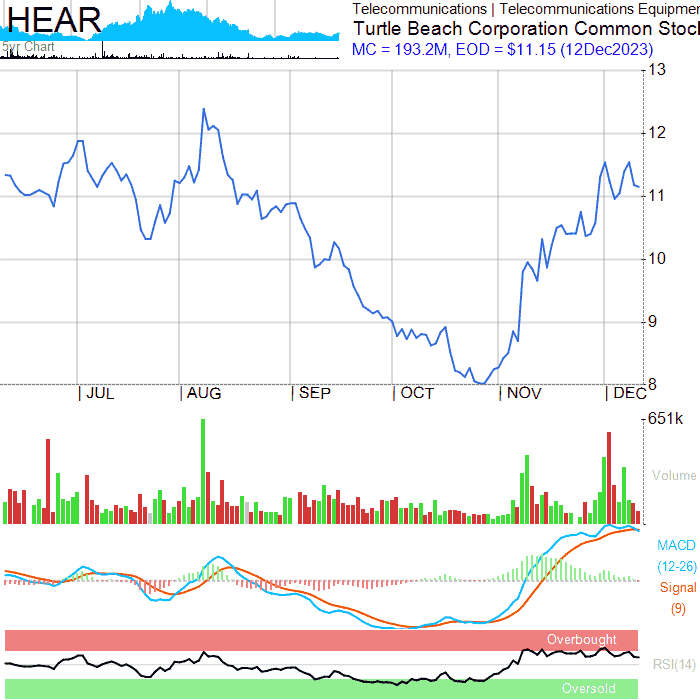 HEAR
5yr Chart
Telecommunications | Telecommunications Equipmen
Turtle Beach Corporation Common Stoc
MC = 193.2M, EOD = $11.15 (12Dec2023)
13
12
11
10
9
8
JUL
AUG
SEP
OCT
NOV
DEC
651k
Volume
MACD
(12-26)
Signal
(9)
Overbought
RSI(14)
Oversold